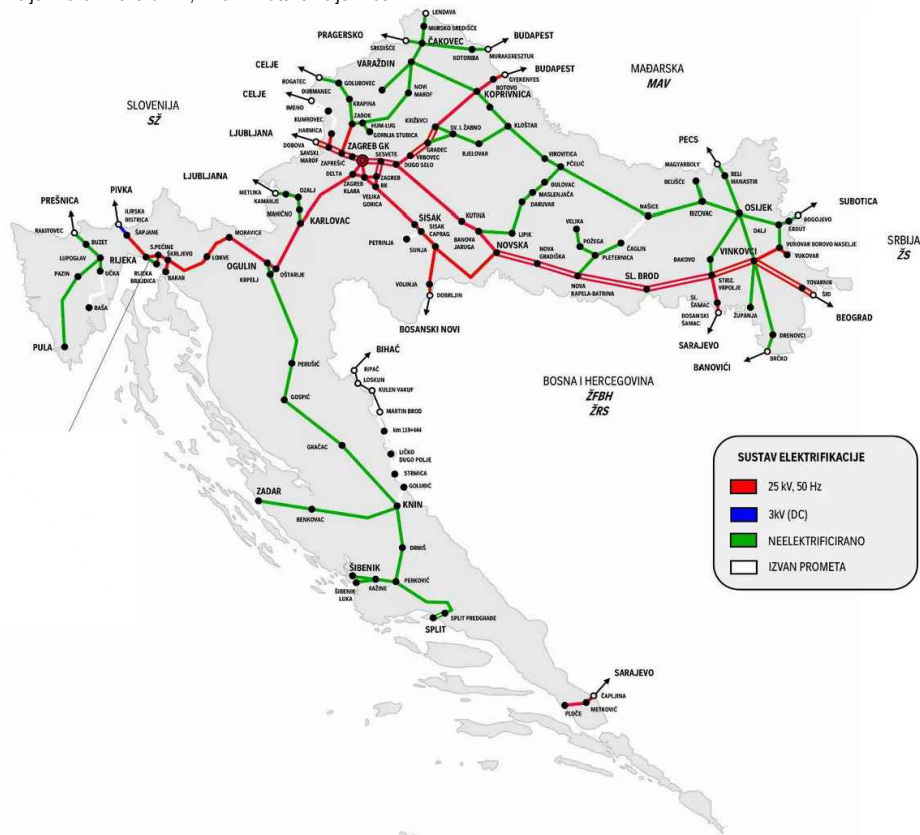 LENDAVA
MURSKO SREDIŠĆE
PRAGERSKO
SREDIŠĆE
ČAKOVEC
BUDAPEST
KOTORIBA
MURAKERESZTUR
CELJE
VARAŽDIN
BUDAPEST
ROGATEC
ĐURMANEC
GOLUBOVEC
GYEKENYES
BOTOVO
MAĐARSKA
MAV
CELJE
NOVI
MAROF
KOPRIVNICA
SLOVENIJA
SŽ
IMENO
KRAPINA
KUMROVEC
ZABOK
KRIŽEVCI
HARMICA
HUM-LUG
GORNJA STUBICA
SV. I. ŽABNO
KLOŠTAR
LJUBLJANA
DOBOVA
SAVSKI
MAROF
ZAPREŠIĆ
ZAGREB GK
SESVETE
GRADEC
VRBOVEC
DUGO SELO
BJELOVAR
PECS
MAGYARBOLY
VIROVITICA
PČELIĆ
BELI
MANASTIR
DELTA
ZAGREB
KLARA
ZAGREB
RK
VELIKA
GORICA
LJUBLJANA
METLIKA
KAMANJE
OZALJ
MAHIČNO
KARLOVAC
ĐULOVAC
MASLENJAČA
DARUVAR
BELIŠĆE
BIZOVAC
NAŠICE
OSIJEK
SUBOTICA
BOGOJEVO
ERDUT
DALJ
PIVKA
PREŠNICA
ILIRSKA
BISTRICA
ŠAPJANE
RAKITOVEC
BUZET
LUPOGLAV
PAZIN
UČKA
RAŠA
PULA
RIJEKA
S.PEĆINE
ŠKRLJEVO
RIJEKA
BRAJDICA
BAKAR
LOKVE
MORAVICE
OGULIN
KRPELJ
OŠTARIJE
SISAK
SISAK
CAPRAG
PETRINJA
SUNJA
VOLINJA
DOBRLJIN
BOSANSKI NOVI
KUTINA
BANOVA
JARUGA
LIPIK
NOVSKA
NOVA
GRADIŠKA
VELIKA
POŽEGA
ČAGLIN
PLETERNICA
NOVA
KAPELA-BATRINA
SL. BROD
ĐAKOVO
VINKOVCI
VUKOVAR BOROVO NASELJE
VUKOVAR
STRIZ.
VRPOLJE
SL.
ŠAMAC
BOSANSKI
ŠAMAC
SARAJEVO
ŽUPANJA
DRENOVCI
BRČKO
BANOVIĆI
TOVARNIK
ŠID
BEOGRAD
SRBIJA
ŽS
BOSNA I HERCEGOVINA
ŽFBH
ŽRS
BIHAĆ
RIPAČ
LOSKUN
KULEN VAKUF
MARTIN BROD
km 119+444
LIČKO
DUGO POLJE
STRMICA
GOLUBIĆ
PERUŠIĆ
GOSPIĆ
GRAČAC
ZADAR
BENKOVAC
KNIN
DRNIŠ
ŠIBENIK
ŠIBENIK
LUKA
RAŽINE
PERKOVIĆ
SPLIT PREDGRAĐE
SPLIT
SARAJEVO
ČAPLJINA
METKOVIĆ
PLOČE
SUSTAV ELEKTRIFIKACIJE
25 kV, 50 Hz
3kV (DC)
NEELEKTRIFICIRANO
IZVAN PROMETA